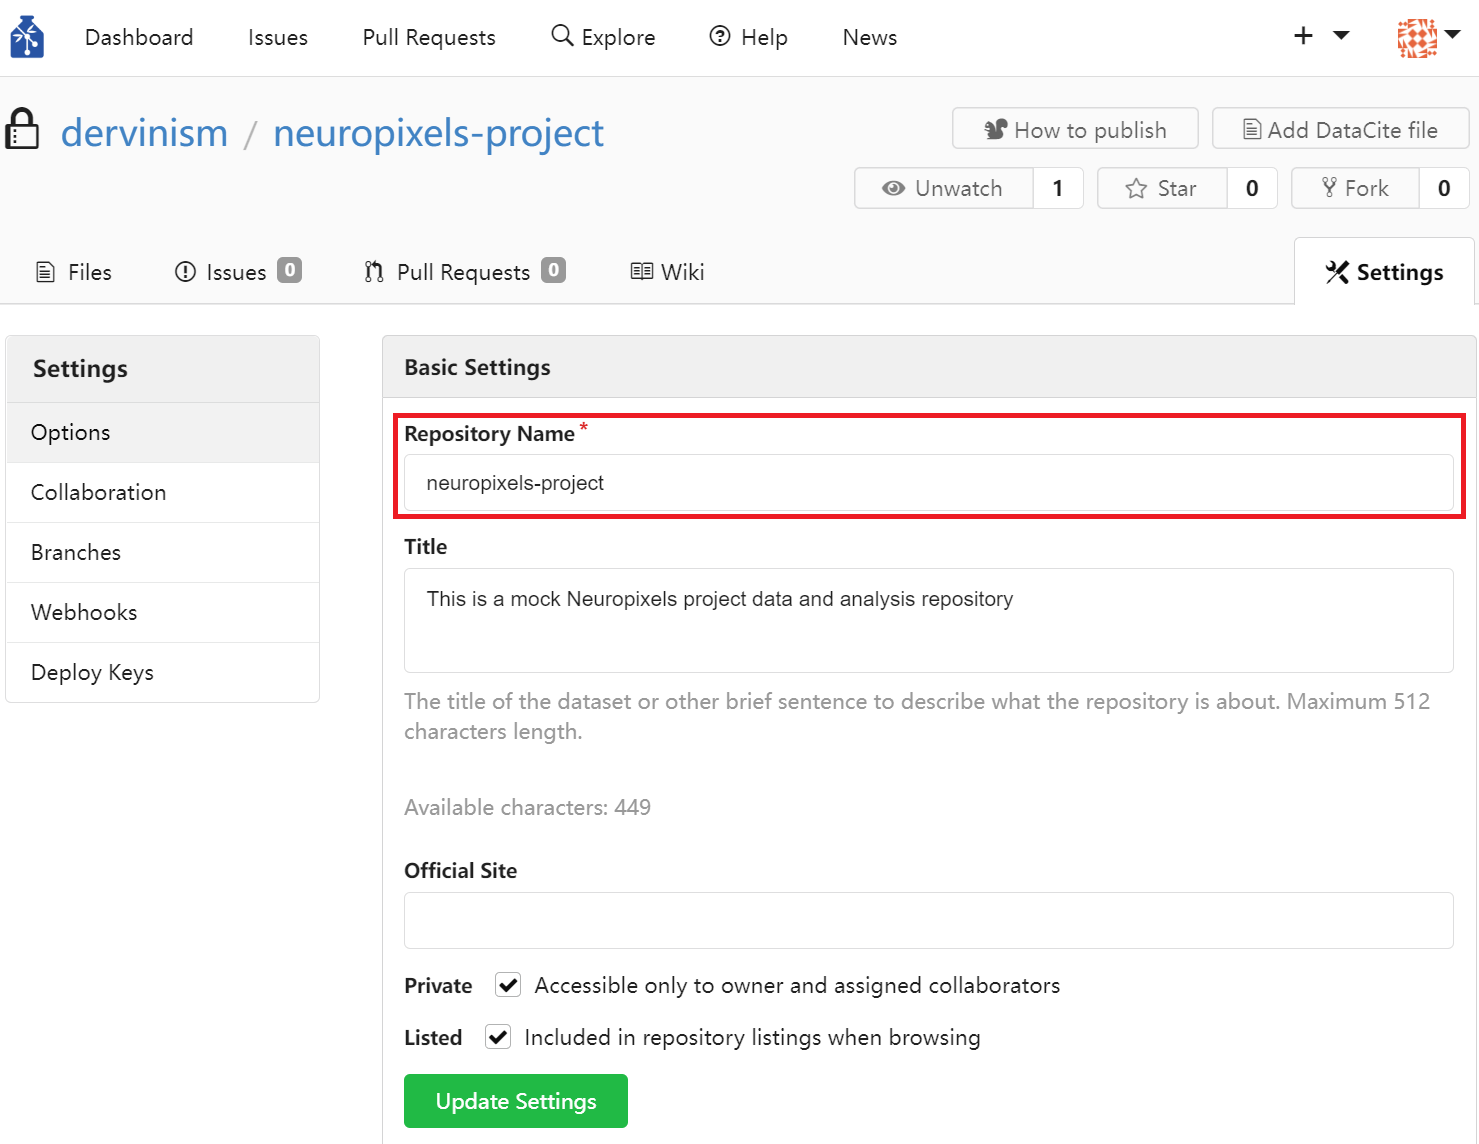 Dashboard Issues Pull Requests Explore Help News
dervinism / neuropixels-project
How to publish Add DataCite file
Unwatch 1 Star 0 Fork 0
Files Issues 0 Pull Requests 0 Wiki Settings
Settings
Options
Collaboration
Branches
Webhooks
Deploy Keys
Basic Settings
Repository Name *
neuropixels-project
Title
This is a mock Neuropixels project data and analysis repository
The title of the dataset or other brief sentence to describe what the repository is about. Maximum 512
characters length.
Available characters: 449
Official Site
Private Accessible only to owner and assigned collaborators
Listed Included in repository listings when browsing
Update Settings